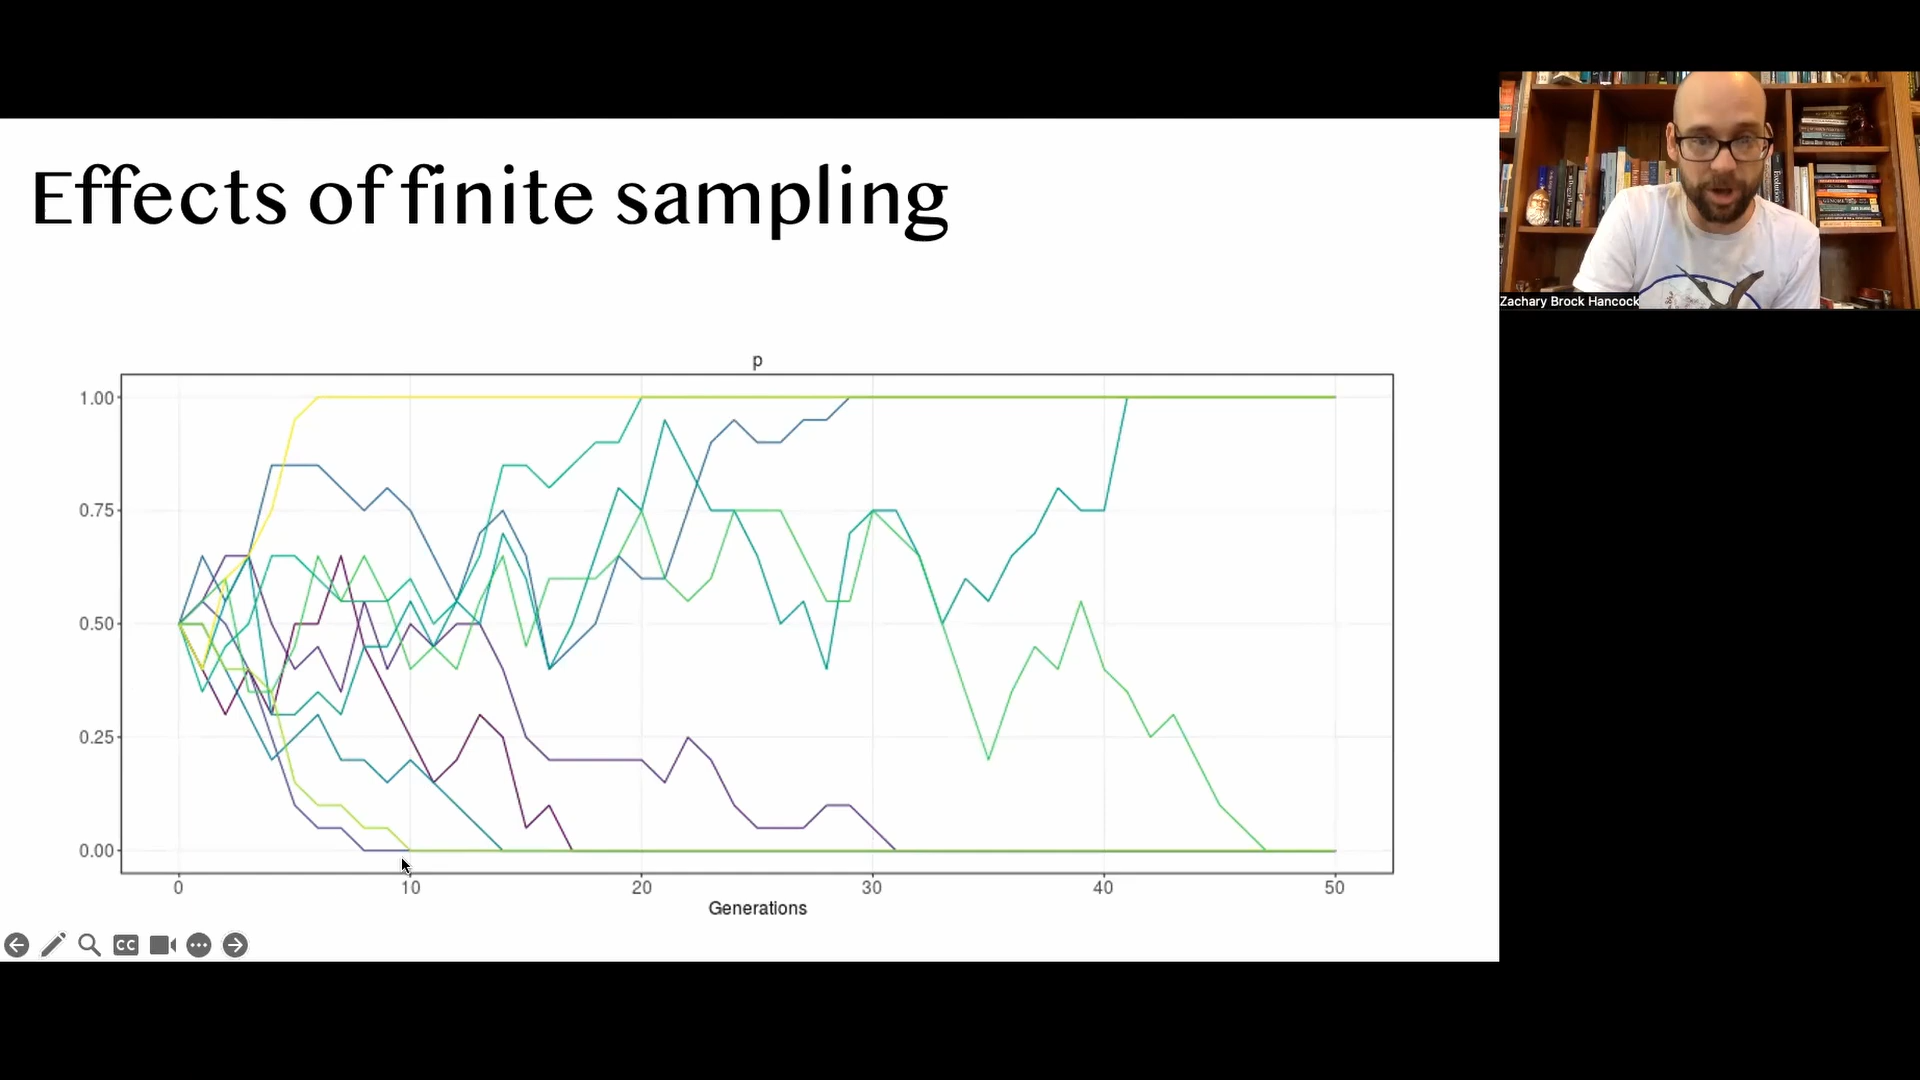 Effects of finite sampling
Zachary Brock Hancock
p
1.00
0.75
0.50
0.25
0.00
0 10 20 30 40 50
Generations
CC